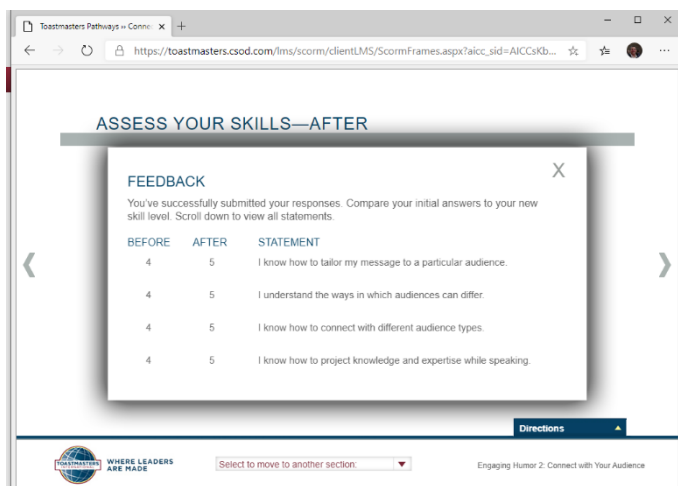 Toastmasters Pathways » Connec
https://toastmasters.csod.com/lms/scorm/clientLMS/ScormFrames.aspx?aicc_sid=AICCsKb...
ASSESS YOUR SKILLS—AFTER
X
FEEDBACK
You've successfully submitted your responses. Compare your initial answers to your new
skill level. Scroll down to view all statements.
BEFORE AFTER STATEMENT
4 5 I know how to tailor my message to a particular audience.
4 5 I understand the ways in which audiences can differ.
4 5 I know how to connect with different audience types.
4 5 I know how to project knowledge and expertise while speaking.
Directions
TOASTMASTERS
INTERNATIONAL
WHERE LEADERS
ARE MADE
Select to move to another section:
Engaging Humor 2: Connect with Your Audience